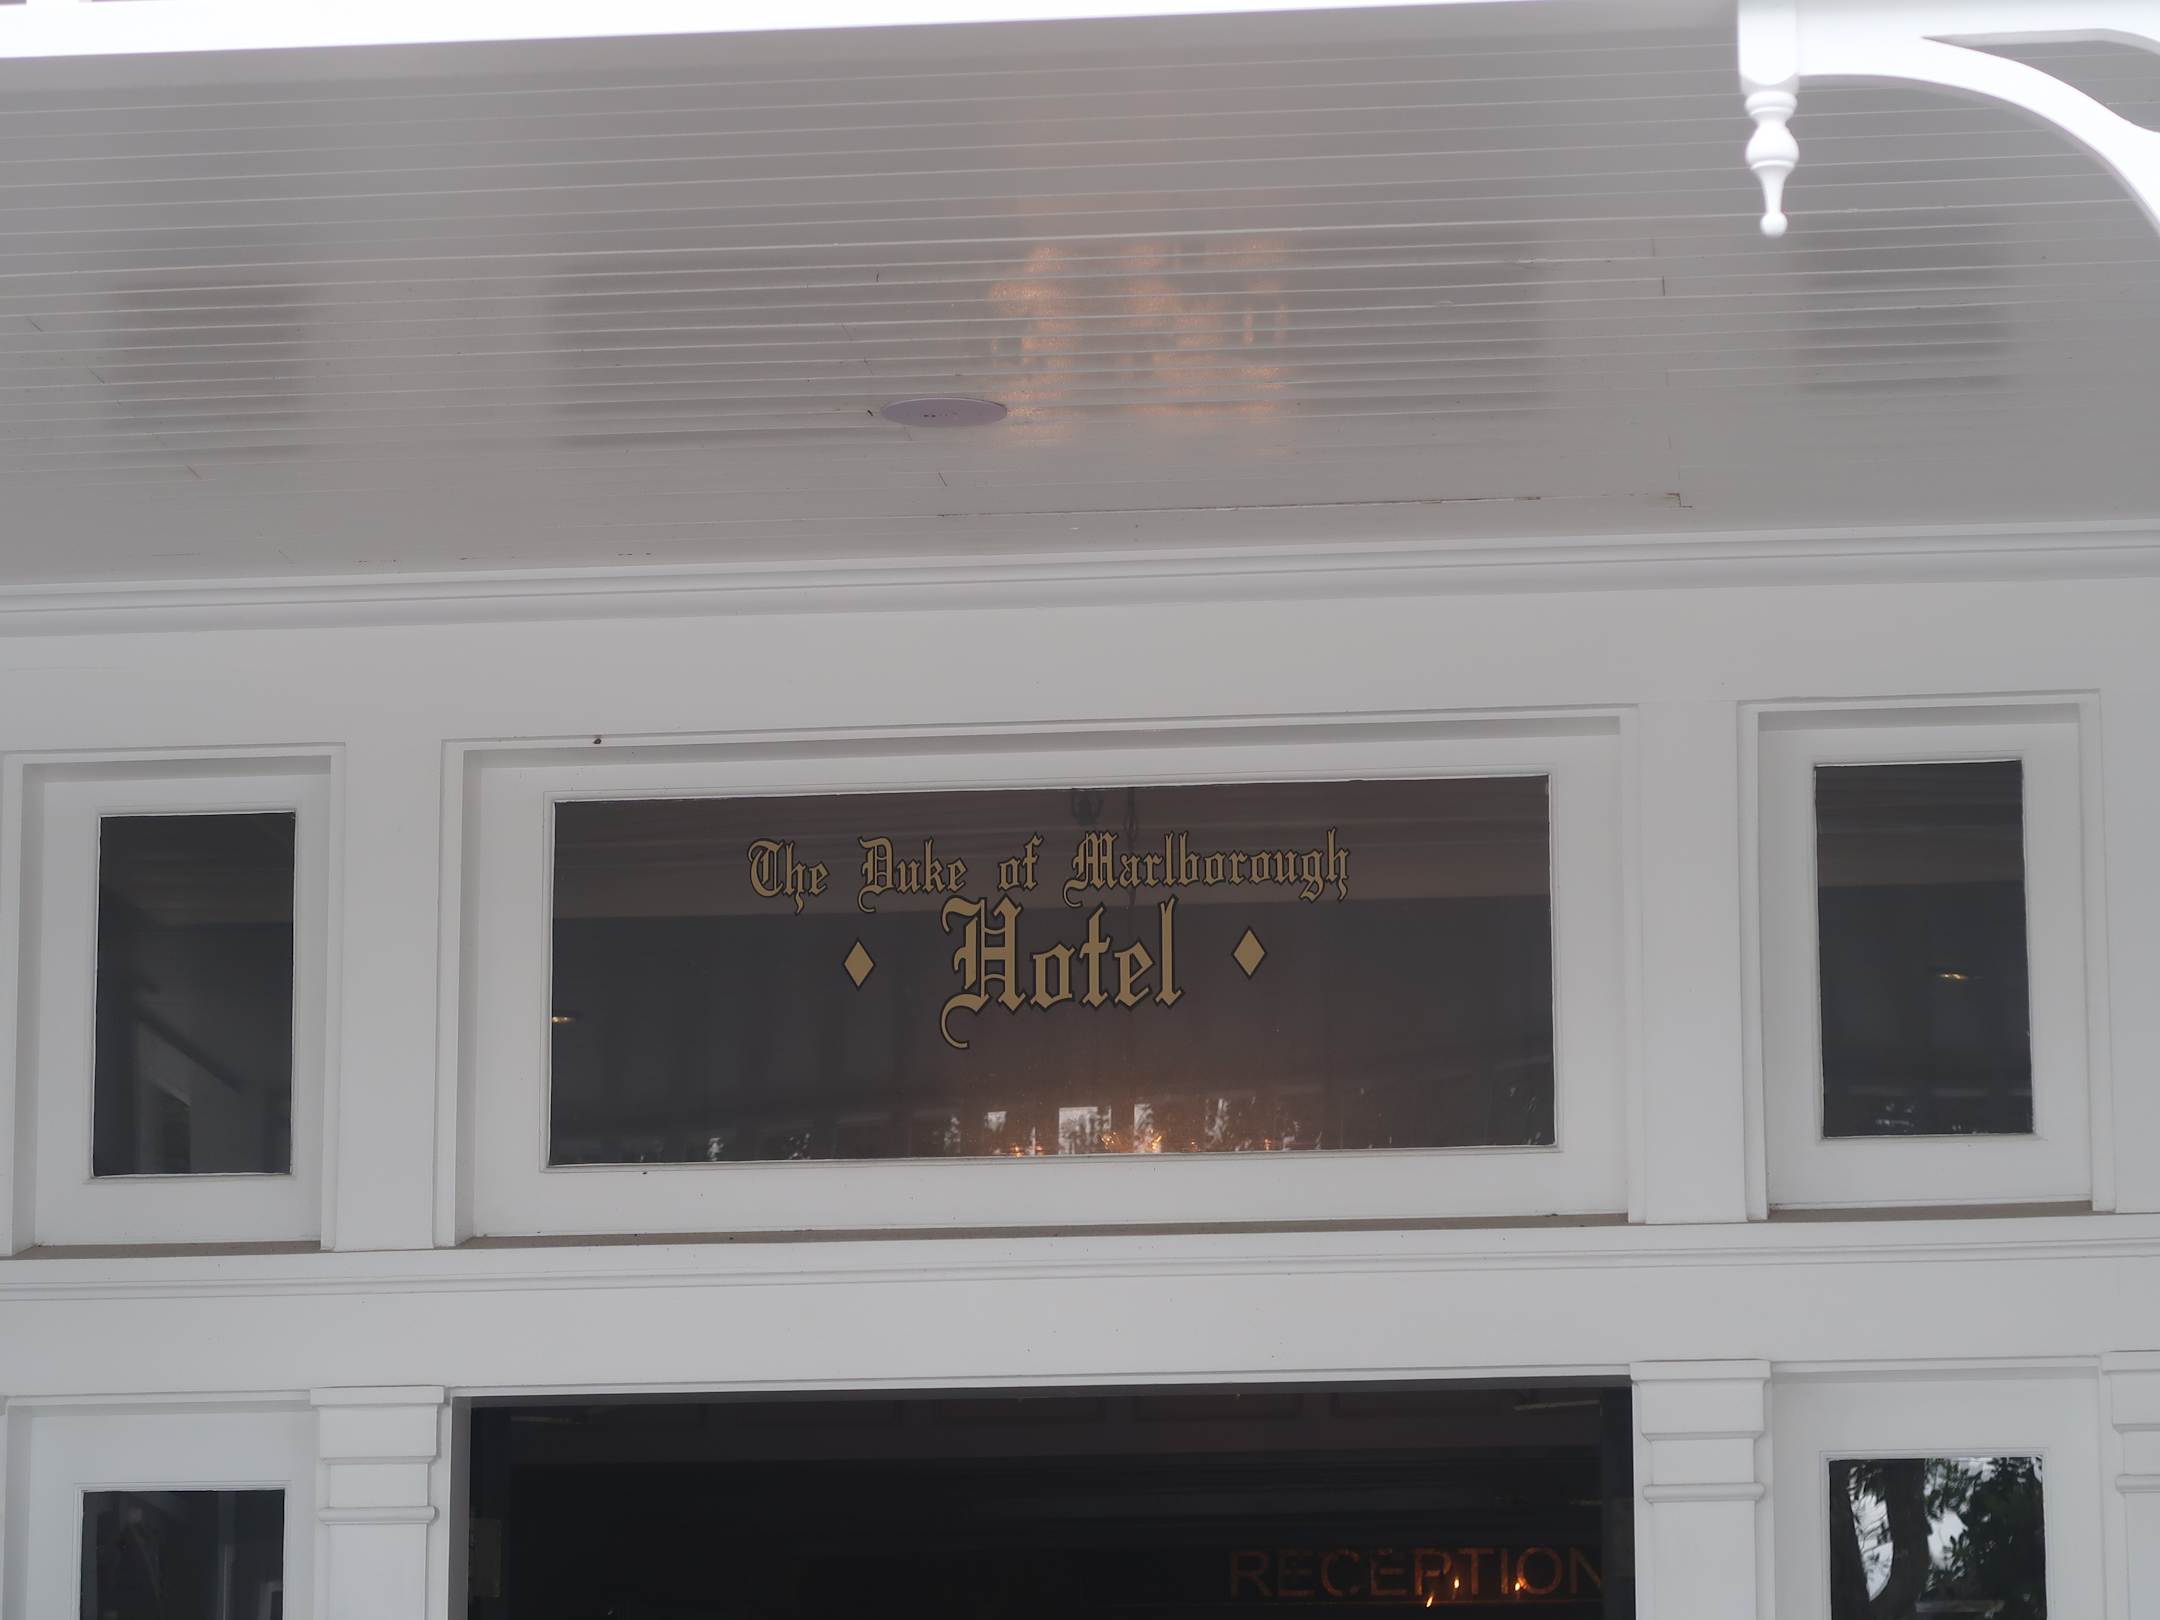 The Duke of Marlborough
Hotel
RECEPTION